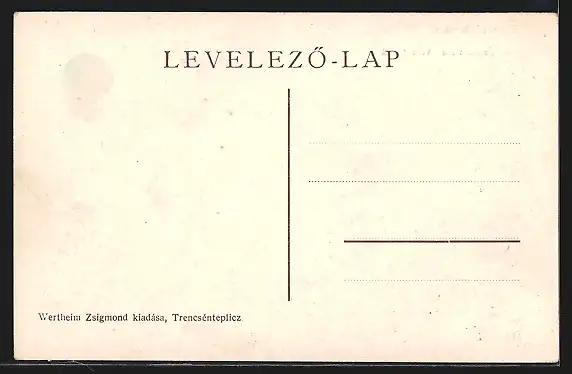 LEVELEZŐ-LAP
Wertheim Zsigmond kiadása, Trencsénteplicz